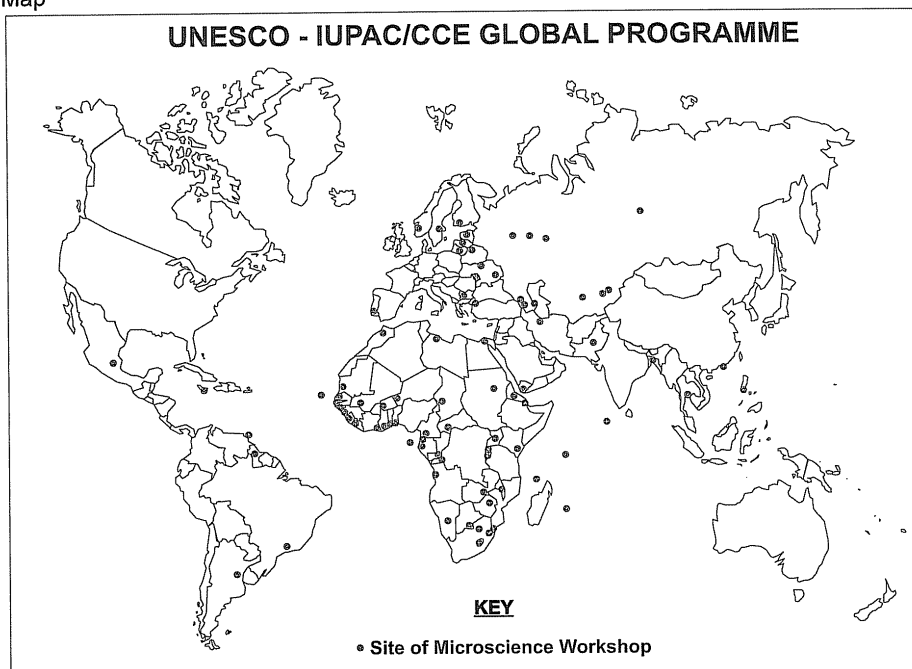 Map
UNESCO - IUPAC/CCE GLOBAL PROGRAMME
KEY
Site of Microscience Workshop